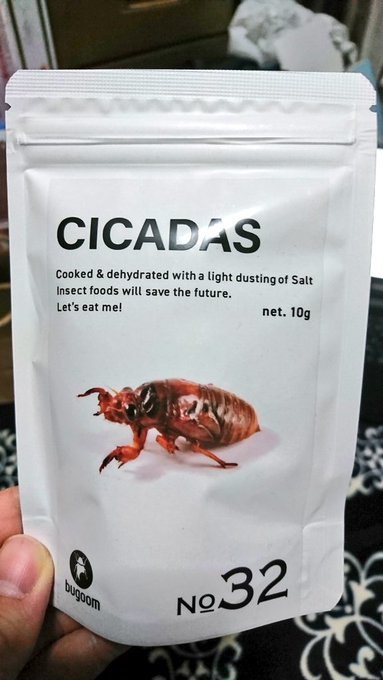 CICADAS
Cooked & dehydrated with a light dusting of Salt
Insect foods will save the future.
Let's eat me!
net. 10g
bugoom
№32